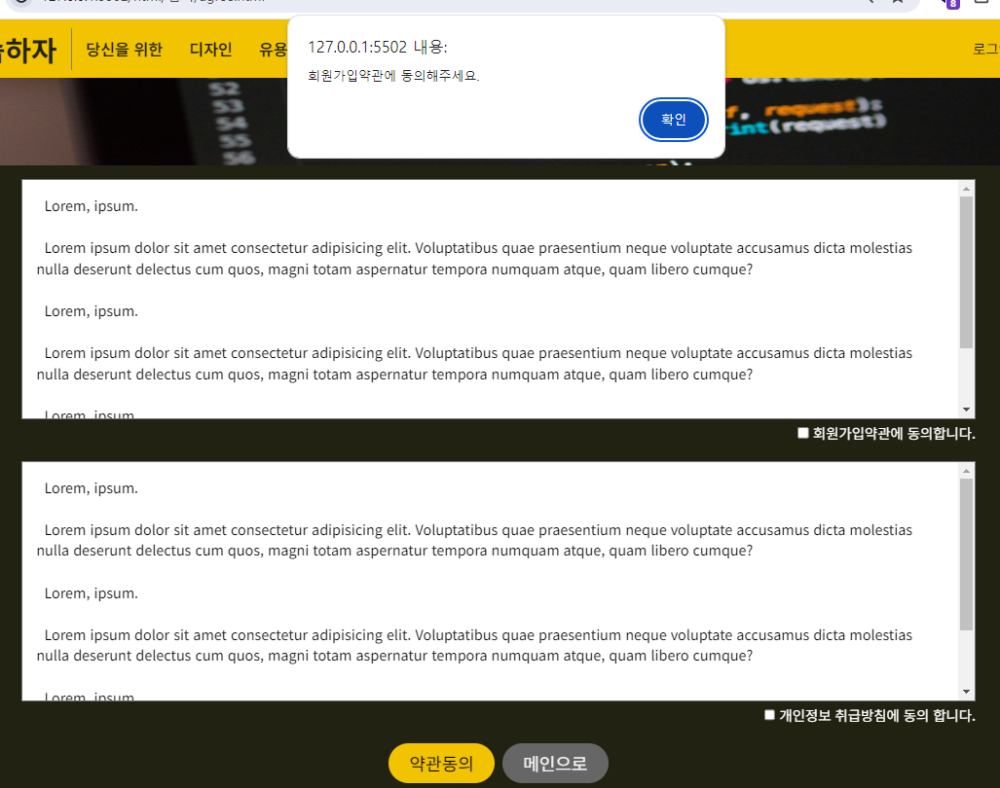 127.0.0.1:5502 내용:
회원가입약관에 동의해주세요.
확인
하자
당신을 위한
디자인
유용
로그
52
53
54
55
56
request):
int(request)
Lorem, ipsum.
Lorem ipsum dolor sit amet consectetur adipisicing elit. Voluptatibus quae praesentium neque voluptate accusamus dicta molestias
nulla deserunt delectus cum quos, magni totam aspernatur tempora numquam atque, quam libero cumque?
Lorem, ipsum.
Lorem ipsum dolor sit amet consectetur adipisicing elit. Voluptatibus quae praesentium neque voluptate accusamus dicta molestias
nulla deserunt delectus cum quos, magni totam aspernatur tempora numquam atque, quam libero cumque?
Lorem, ipsum.
회원가입약관에 동의합니다.
Lorem, ipsum.
Lorem ipsum dolor sit amet consectetur adipisicing elit. Voluptatibus quae praesentium neque voluptate accusamus dicta molestias
nulla deserunt delectus cum quos, magni totam aspernatur tempora numquam atque, quam libero cumque?
Lorem, ipsum.
Lorem ipsum dolor sit amet consectetur adipisicing elit. Voluptatibus quae praesentium neque voluptate accusamus dicta molestias
nulla deserunt delectus cum quos, magni totam aspernatur tempora numquam atque, quam libero cumque?
Lorem, ipsum.
개인정보 취급방침에 동의 합니다.
약관동의
메인으로